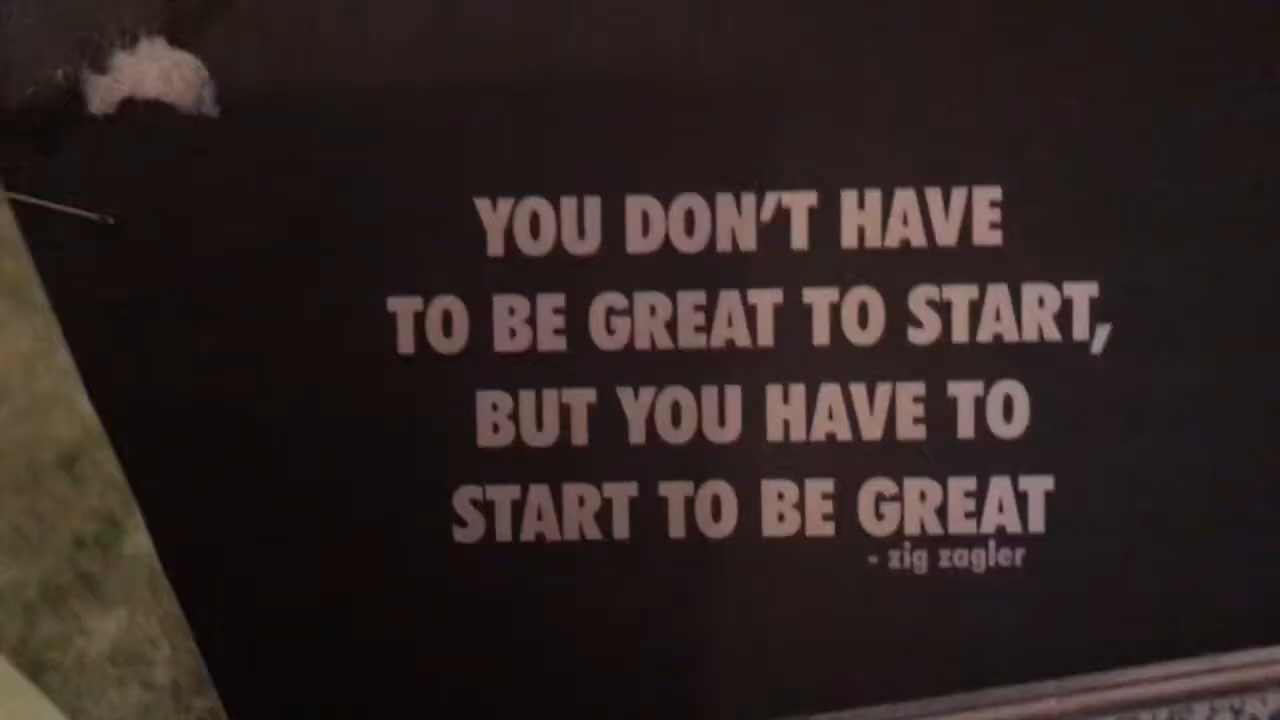 YOU DON'T HAVE
TO BE GREAT TO START,
BUT YOU HAVE TO
START TO BE GREAT
- zig zagler